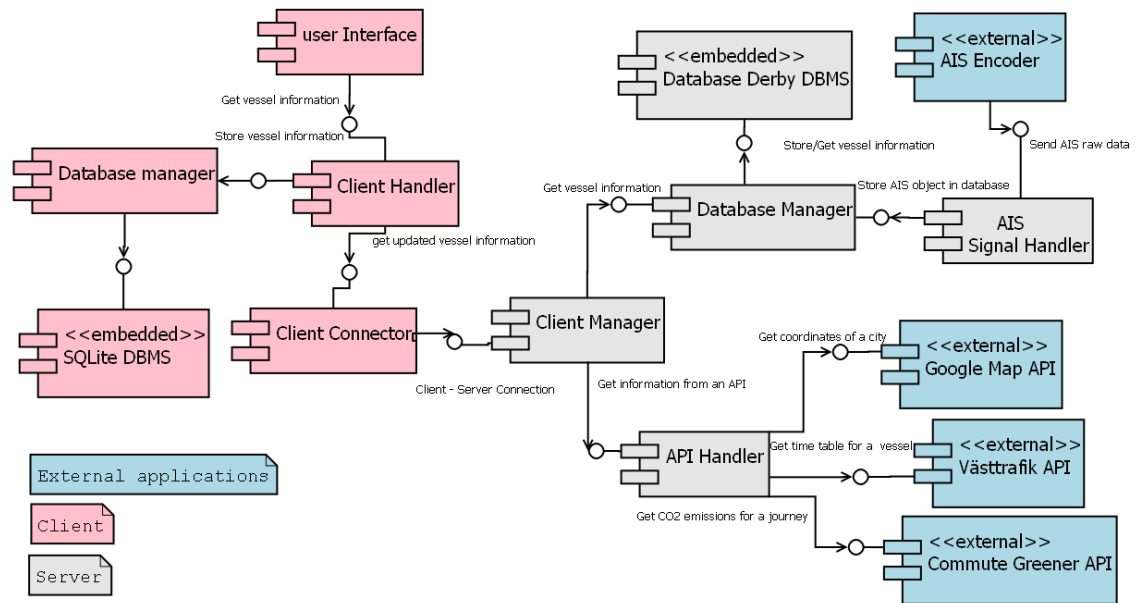 user Interface
<<embedded>>
Database Derby DBMS
<<external>>
AIS Encoder
Get vessel information
Store vessel information
Send AIS raw data
Store/Get vessel information
Database manager
Client Handler
Get vessel information
Store AIS object in database
Database Manager
AIS
Signal Handler
get updated vessel information
<<embedded>>
SQLite DBMS
Client Connector
Client Manager
Get coordinates of a city
<<external>>
Google Map API
Client - Server Connection
Get information from an API
API Handler
Get time table for a vessel
<<external>>
Västtrafik API
Get CO2 emissions for a journey
<<external>>
Commute Greener API
External applications
Client
Server